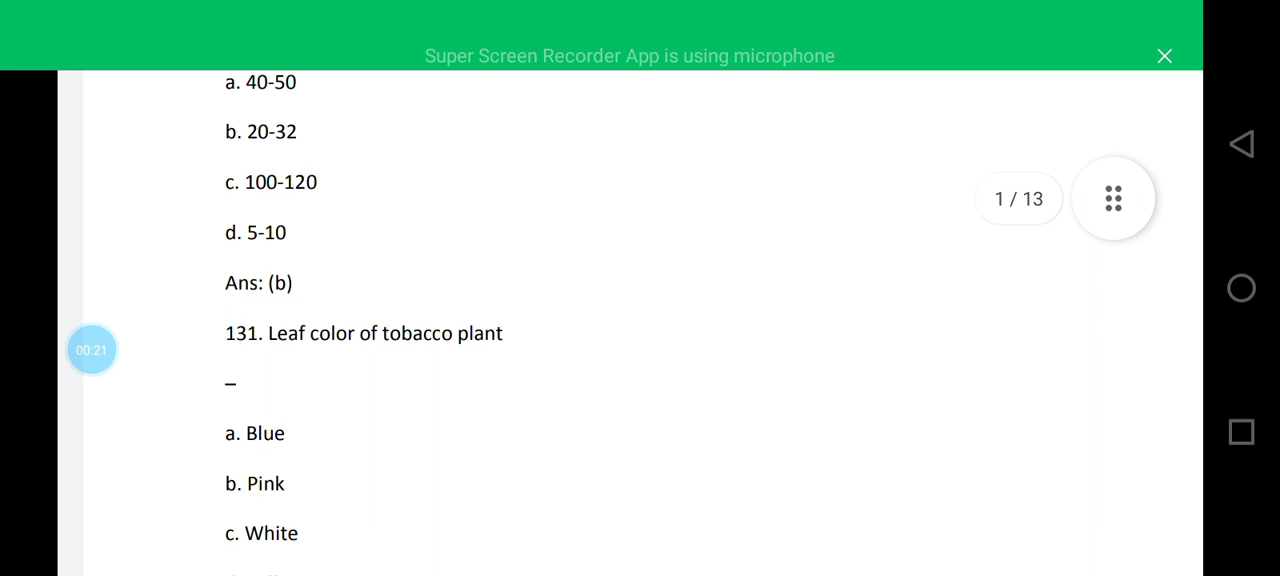 Super Screen Recorder App is using microphone
a. 40-50
b. 20-32
c. 100-120
1 / 13
d. 5-10
Ans: (b)
131. Leaf color of tobacco plant
00:21
–
a. Blue
b. Pink
c. White